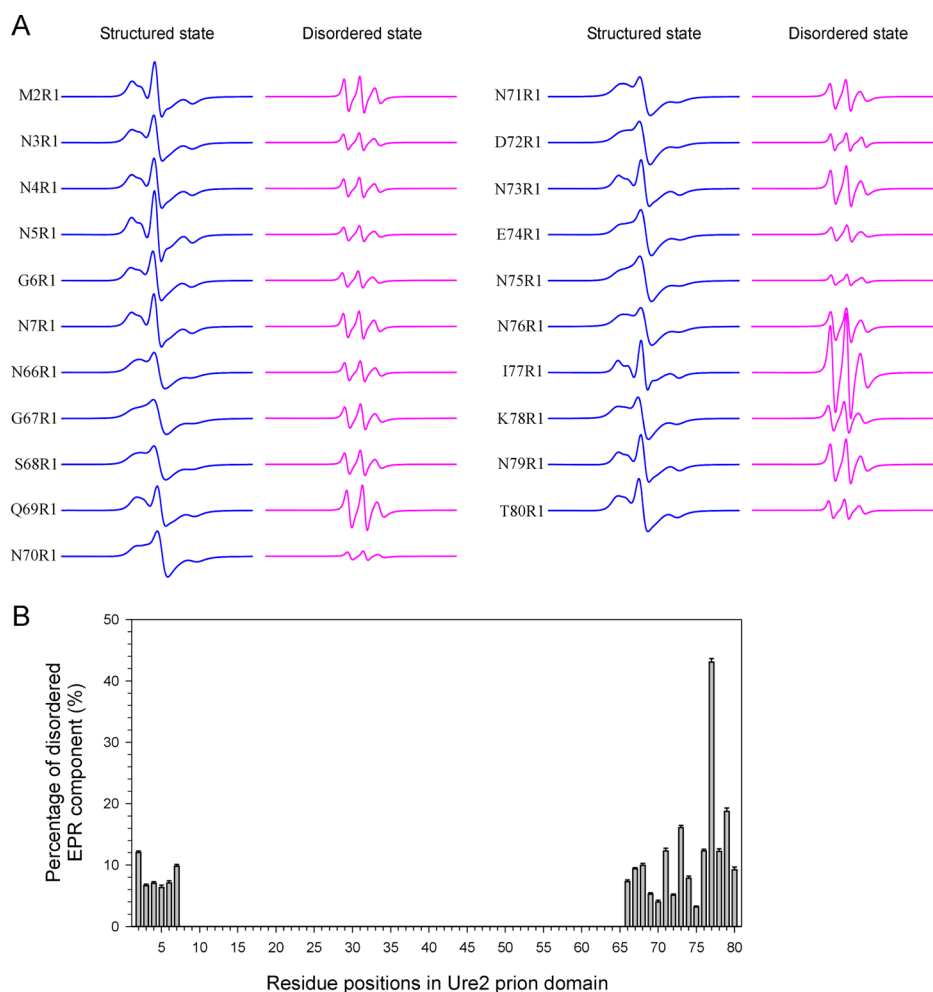 A
Structured state Disordered state Structured state Disordered state
M2R1 N71R1
N3R1 D72R1
N4R1 N73R1
N5R1 E74R1
G6R1 N75R1
N7R1 N76R1
N66R1 I77R1
G67R1 K78R1
S68R1 N79R1
Q69R1 T80R1
N70R1
B
Percentage of disordered
EPR component (%)
50
40
30
20
10
0
5 10 15 20 25 30 35 40 45 50 55 60 65 70 75 80
Residue positions in Ure2 prion domain